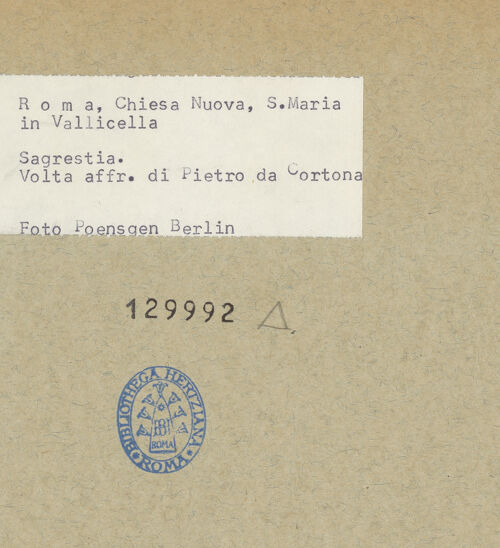 R o m a, Chiesa Nuova, S.Maria
in Vallicella
Sagrestia.
Volta affr. di Pietro da Cortona
Foto Poensgen Berlin
129992 Δ.
BIBLIOTHECA HERTZIANA
BH
ROMA
ROMA